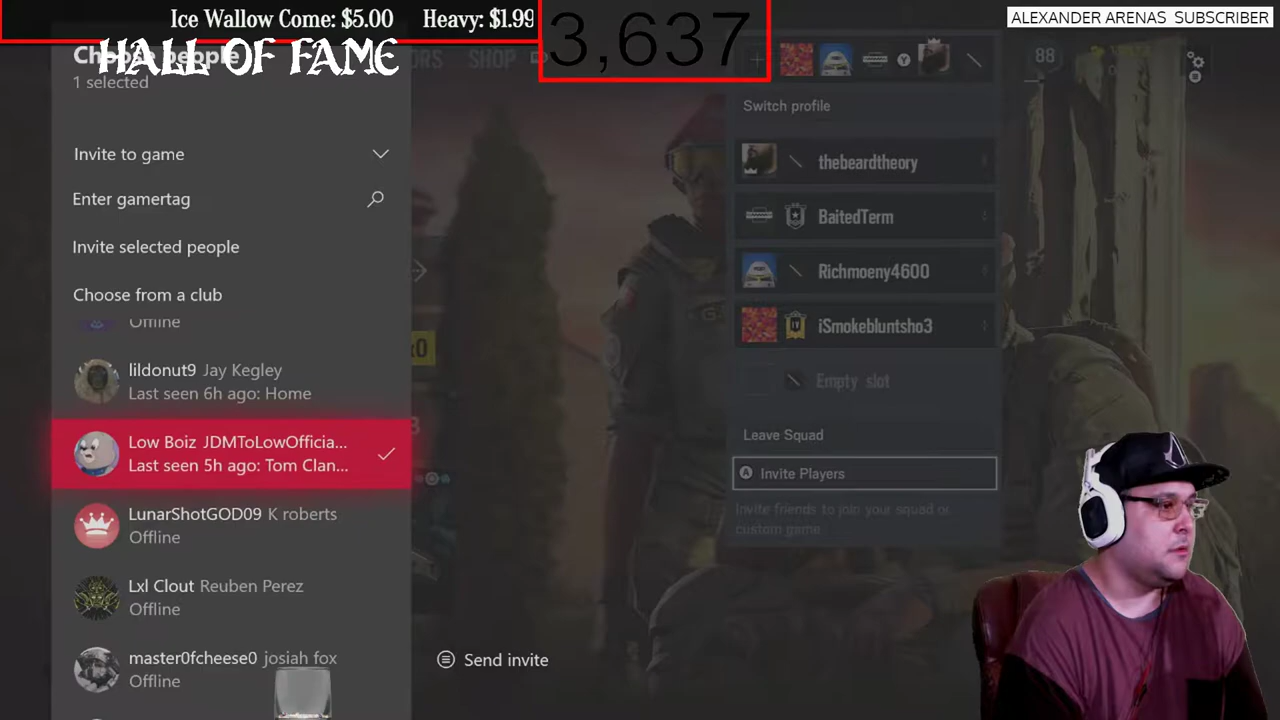 Ice Wallow Come: $5.00 Heavy: $1.99
3,637
ALEXANDER ARENAS SUBSCRIBER
HALL OF FAME
SHOP
88
1 selected
Switch profile
Invite to game
thebeardtheory
Enter gamertag
BaitedTerm
Invite selected people
Richmoeny4600
Choose from a club
Offline
iSmokebluntsho3
lildonut9 Jay Kegley
Last seen 6h ago: Home
Empty slot
Low Boiz JDMToLowOfficia...
Last seen 5h ago: Tom Clan...
Leave Squad
A Invite Players
LunarShotGOD09 K roberts
Offline
Invite friends to join your squad or
custom game
Lxl Clout Reuben Perez
Offline
master0fcheese0 josiah fox
Offline
Send invite